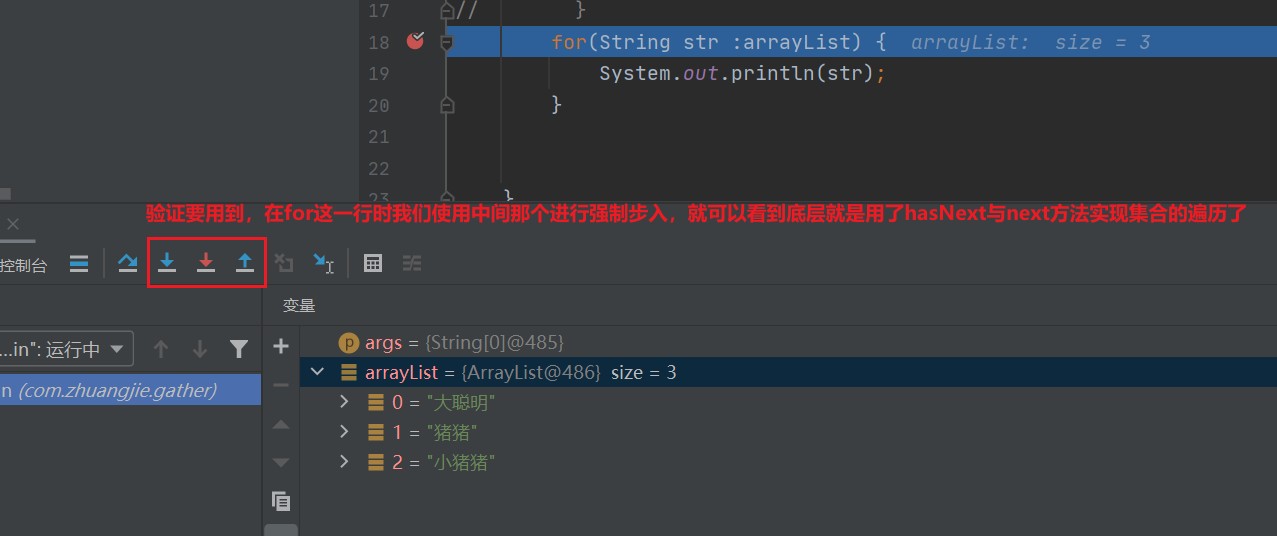 17 // }
18 for(String str :arrayList) { arrayList: size = 3
19 System.out.println(str);
20 }
21
22
23 }
验证要用到，在for这一行时我们使用中间那个进行强制步入，就可以看到底层就是用了hasNext与next方法实现集合的遍历了
控制台
变量
...in": 运行中
p args = {String[0]@485}
n (com.zhuangjie.gather)
arrayList = {ArrayList@486} size = 3
0 = "大聪明"
1 = "猪猪"
2 = "小猪猪"